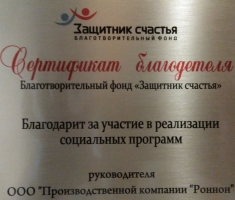 Защитник счастья
БЛАГОТВОРИТЕЛЬНЫЙ ФОНД
Сертификат благодетеля
Благотворительный фонд «Защитник счастья»
Благодарит за участие в реализации
социальных программ
руководителя
ООО "Производственной компании "Роннон"